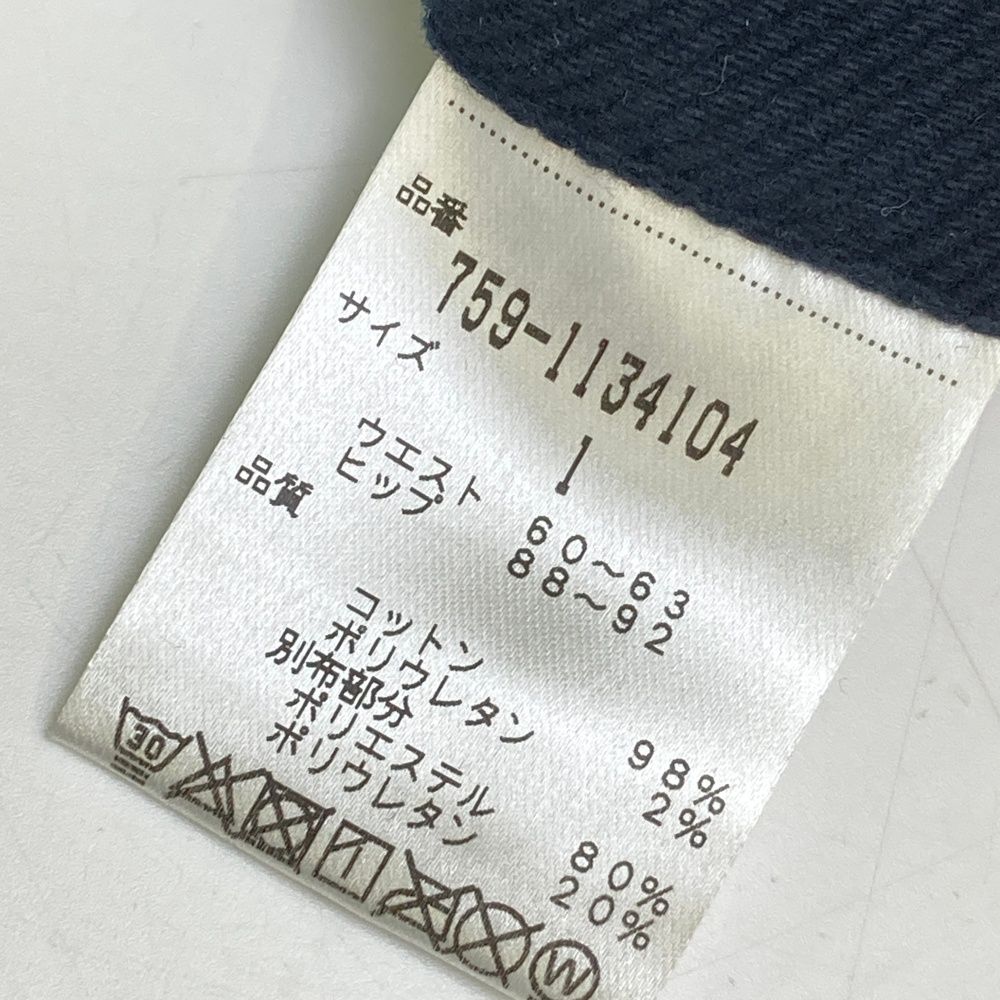 品番
759-1134104
サイズ 1
ウエスト 60～63
ヒップ 88～92
品質
コットン 98%
ポリウレタン 2%
別布部分
ポリエステル 80%
ポリウレタン 20%
30
W